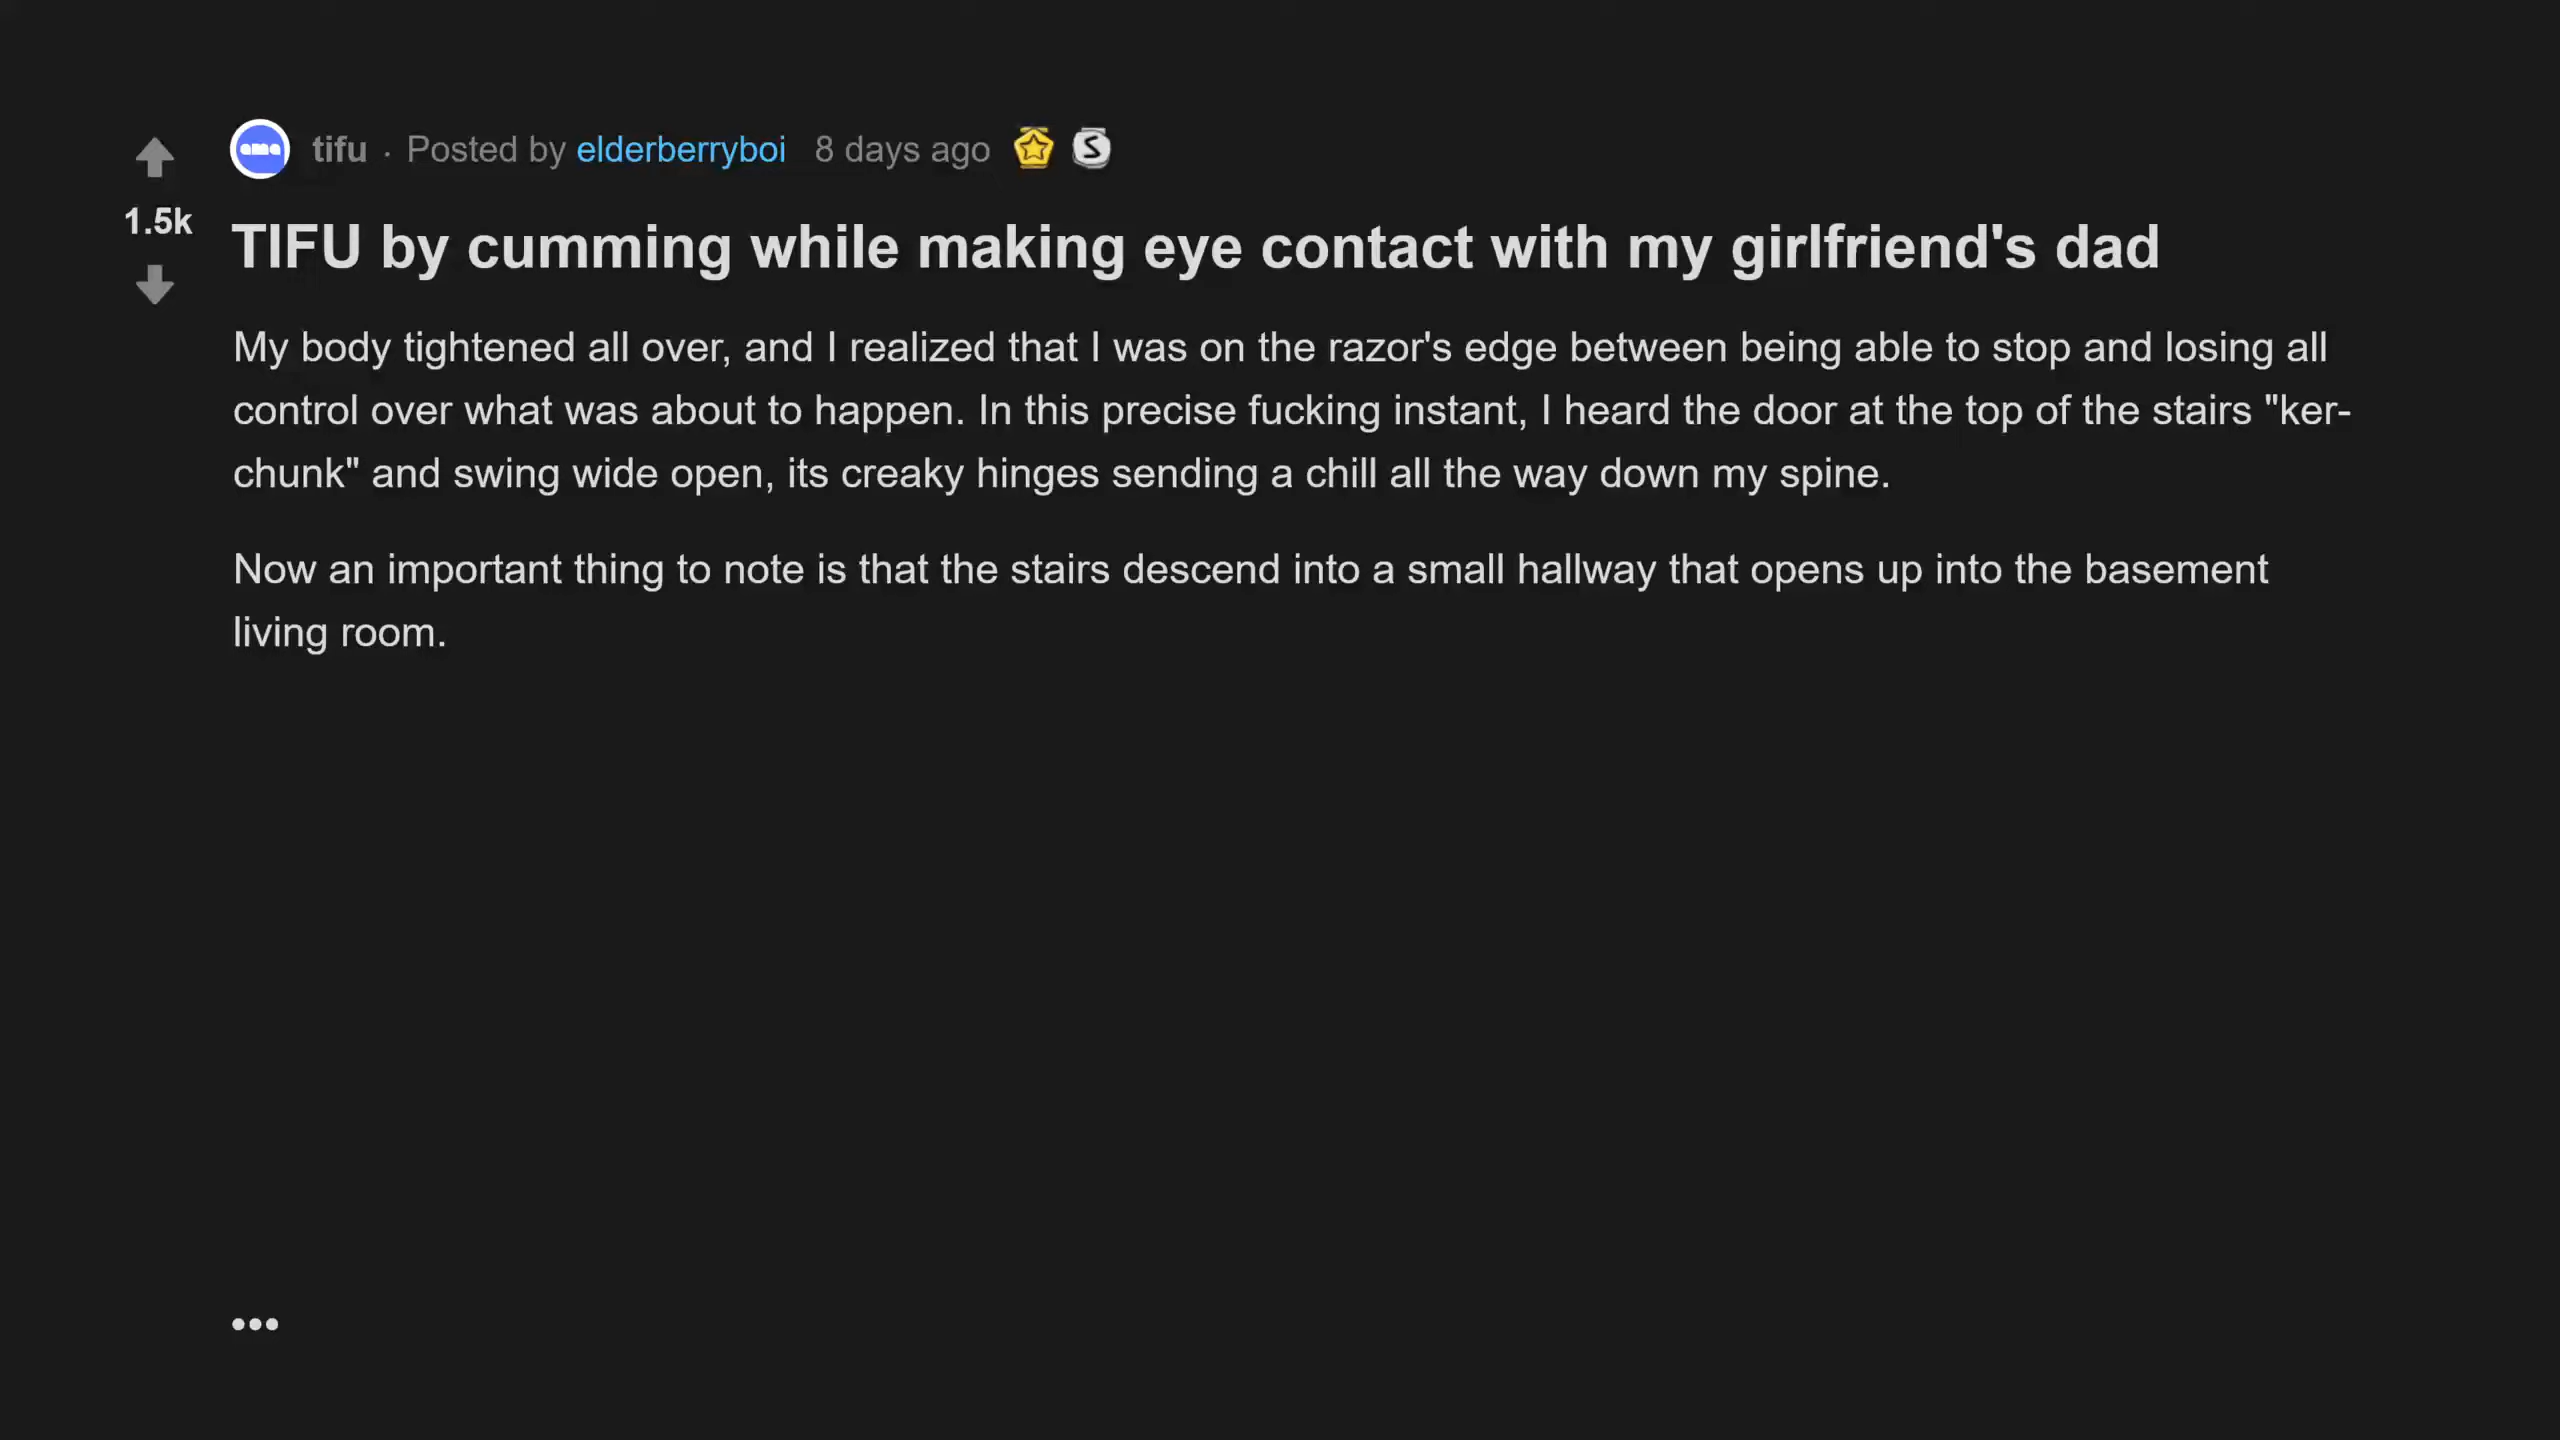 tifu · Posted by elderberryboi 8 days ago
1.5k
TIFU by cumming while making eye contact with my girlfriend's dad
My body tightened all over, and I realized that I was on the razor's edge between being able to stop and losing all
control over what was about to happen. In this precise fucking instant, I heard the door at the top of the stairs "ker-
chunk" and swing wide open, its creaky hinges sending a chill all the way down my spine.
Now an important thing to note is that the stairs descend into a small hallway that opens up into the basement
living room.